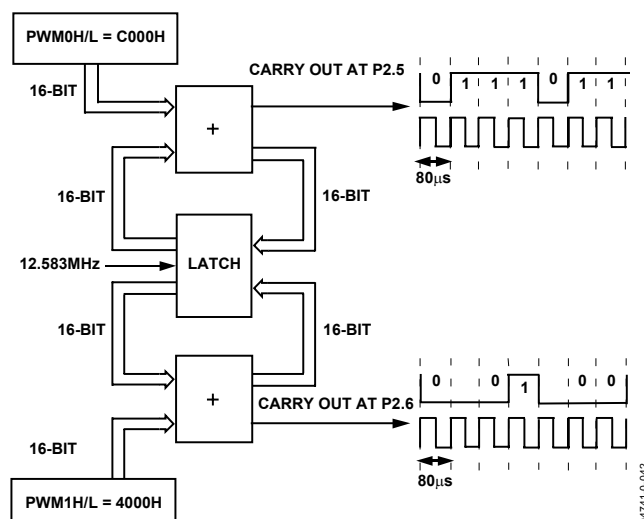 PWM0H/L = C000H
16-BIT
CARRY OUT AT P2.5
0 1 1 1 0 1 1
+
80μs
16-BIT
16-BIT
12.583MHz
LATCH
16-BIT
16-BIT
+
0 0 1 0 0
CARRY OUT AT P2.6
16-BIT
80μs
PWM1H/L = 4000H